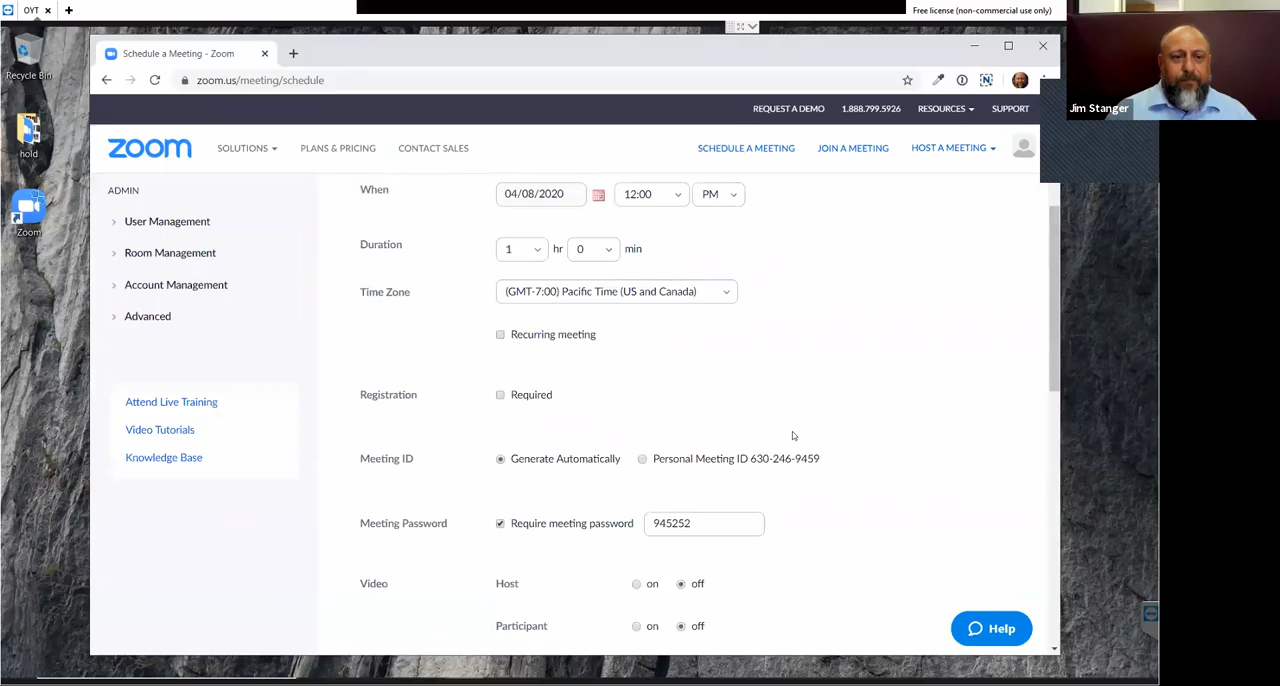 OYT
Free license (non-commercial use only)
Jim Stanger
Recycle Bin
hold
Zoom
Schedule a Meeting - Zoom
zoom.us/meeting/schedule
REQUEST A DEMO 1.888.799.5926 RESOURCES SUPPORT
zoom SOLUTIONS PLANS & PRICING CONTACT SALES SCHEDULE A MEETING JOIN A MEETING HOST A MEETING
ADMIN
User Management
Room Management
Account Management
Advanced
Attend Live Training
Video Tutorials
Knowledge Base
When 04/08/2020 12:00 PM
Duration 1 hr 0 min
Time Zone (GMT-7:00) Pacific Time (US and Canada)
Recurring meeting
Registration Required
Meeting ID Generate Automatically Personal Meeting ID 630-246-9459
Meeting Password Require meeting password 945252
Video Host on off
Participant on off
Help